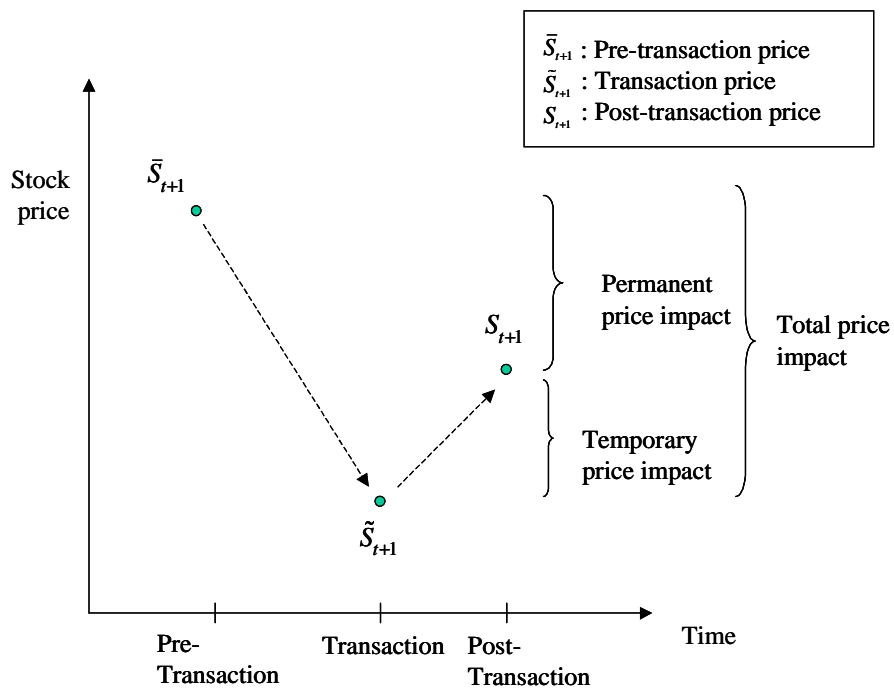 S̄ₜ₊₁ : Pre-transaction price
S̃ₜ₊₁ : Transaction price
Sₜ₊₁ : Post-transaction price
Stock
price
S̄ₜ₊₁
Permanent
price impact
Sₜ₊₁
Total price
impact
Temporary
price impact
S̃ₜ₊₁
Time
Pre-
Transaction
Transaction
Post-
Transaction